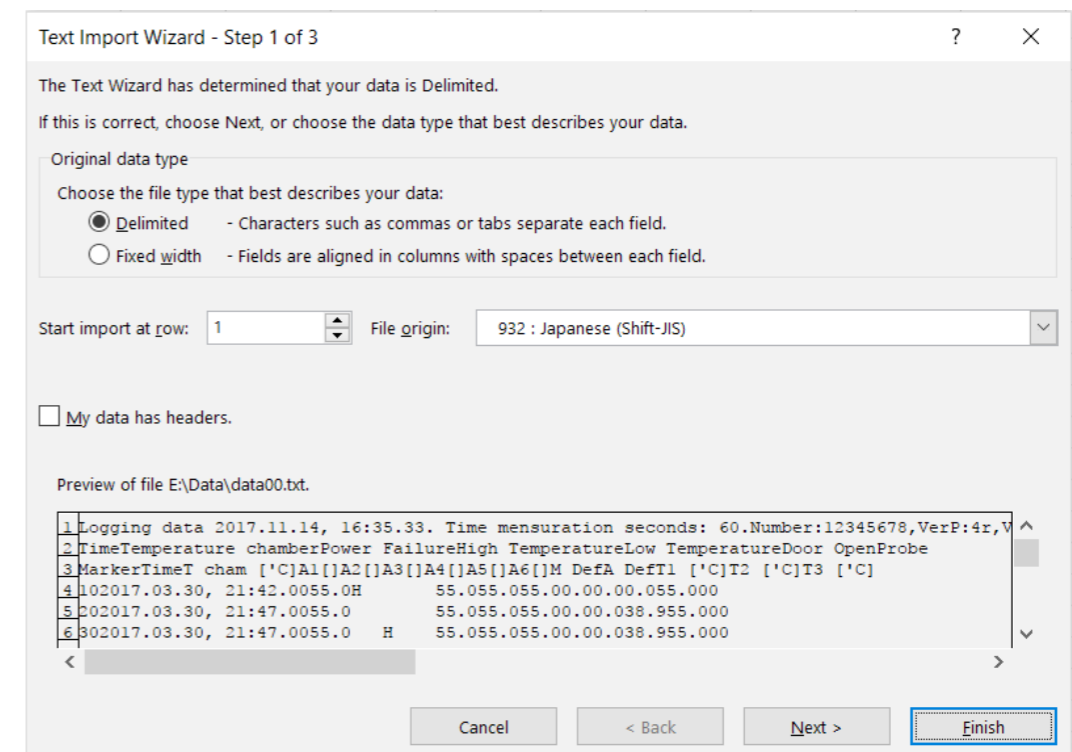 Text Import Wizard - Step 1 of 3
?
The Text Wizard has determined that your data is Delimited.
If this is correct, choose Next, or choose the data type that best describes your data.
Original data type
Choose the file type that best describes your data:
Delimited - Characters such as commas or tabs separate each field.
Fixed width - Fields are aligned in columns with spaces between each field.
Start import at row: 1 File origin: 932 : Japanese (Shift-JIS)
My data has headers.
Preview of file E:\Data\data00.txt.
1 Logging data 2017.11.14, 16:35.33. Time mensuration seconds: 60.Number:12345678,VerP:4r,V
2 TimeTemperature chamberPower FailureHigh TemperatureLow TemperatureDoor OpenProbe
3 MarkerTimeT cham ['C]A1[]A2[]A3[]A4[]A5[]A6[]M DefA DefT1 ['C]T2 ['C]T3 ['C]
4 102017.03.30, 21:42.0055.0H 55.055.055.00.00.00.055.000
5 202017.03.30, 21:47.0055.0 55.055.055.00.00.038.955.000
6 302017.03.30, 21:47.0055.0 H 55.055.055.00.00.038.955.000
Cancel < Back Next > Finish